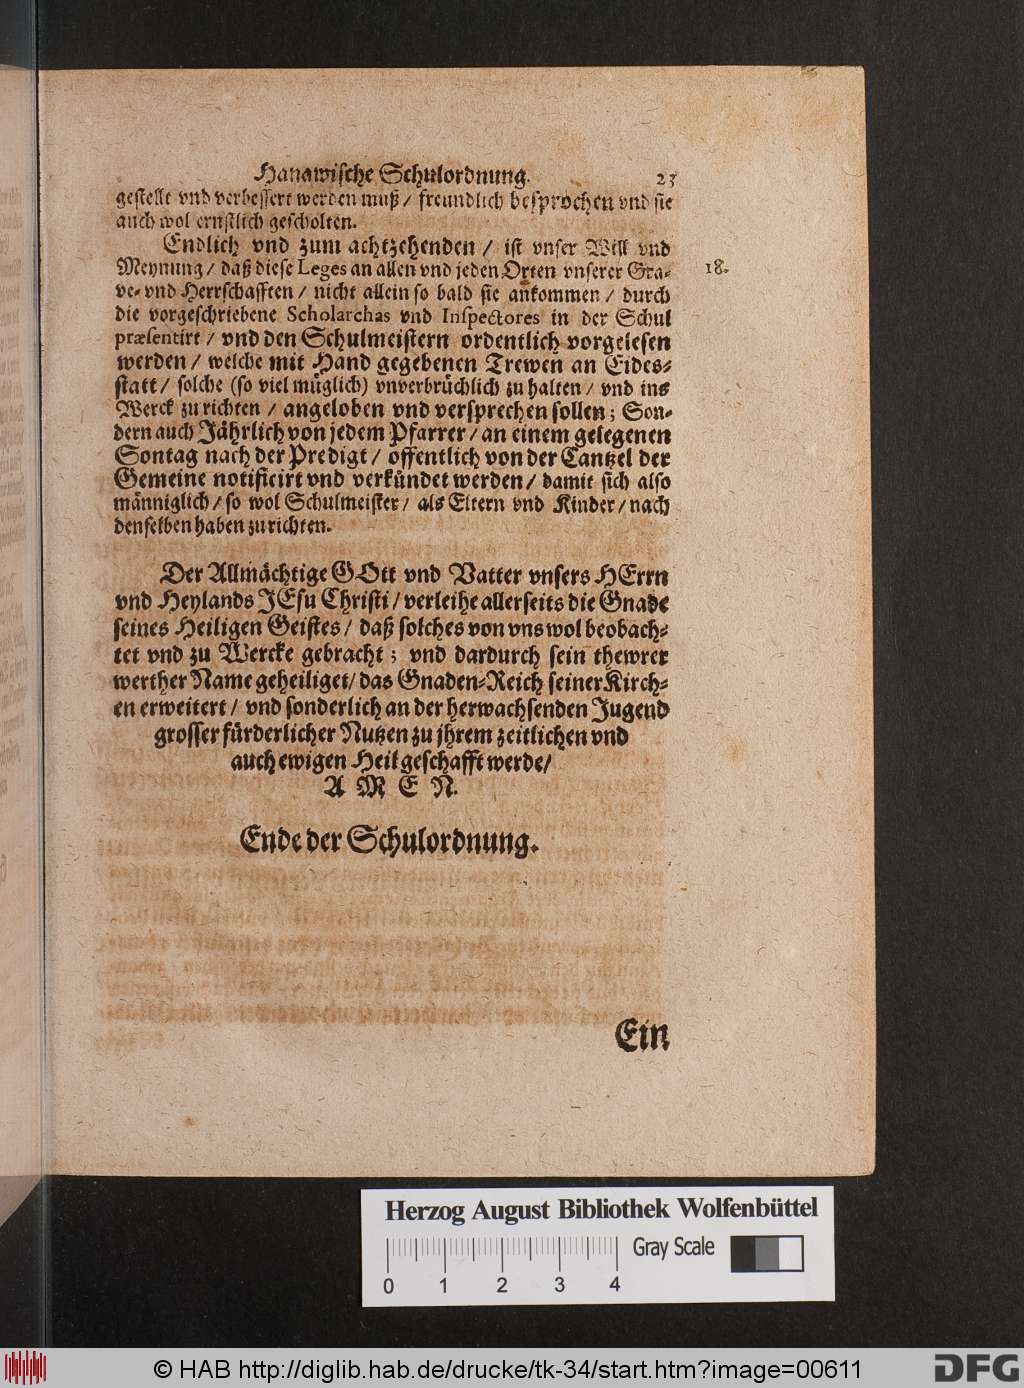 Hanawische Schulordnung. 23
gestellt vnd verbessert werden muß / freundlich besprochen vnd sie
auch wol ernstlich gescholten.
Endlich vnd zum achtzehenden / ist vnser Will vnd
Meynung / daß diese Leges an allen vnd jeden Orten vnserer Gra- 18.
ve- vnd Herrschafften / nicht allein so bald sie ankommen / durch
die vorgeschriebene Scholarchas vnd Inspectores in der Schul
præsentirt / vnd den Schulmeistern ordentlich vorgelesen
werden / welche mit Hand gegebenen Trewen an Eides-
statt / solche (so viel müglich) vnverbrüchlich zu halten / vnd ins
Werck zu richten / angeloben vnd versprechen sollen; Son-
dern auch Jährlich von jedem Pfarrer / an einem gelegenen
Sontag nach der Predigt / offentlich von der Cantzel der
Gemeine notificirt vnd verkündet werden / damit sich also
männiglich / so wol Schulmeister / als Eltern vnd Kinder / nach
denselben haben zu richten.
Der Allmächtige GOtt vnd Vatter vnsers HErrn
vnd Heylands JEsu Christi / verleihe allerseits die Gnade
seines Heiligen Geistes / daß solches von vns wol beobach-
tet vnd zu Wercke gebracht; vnd dardurch sein thewrer
werther Name geheiliget / das Gnaden-Reich seiner Kirch-
en erweitert / vnd sonderlich an der herwachsenden Jugend
grosser fürderlicher Nutzen zu jhrem zeitlichen vnd
auch ewigen Heil geschafft werde /
A M E N.
Ende der Schulordnung.
Ein
Herzog August Bibliothek Wolfenbüttel
Gray Scale
0 1 2 3 4
© HAB http://diglib.hab.de/drucke/tk-34/start.htm?image=00611
DFG